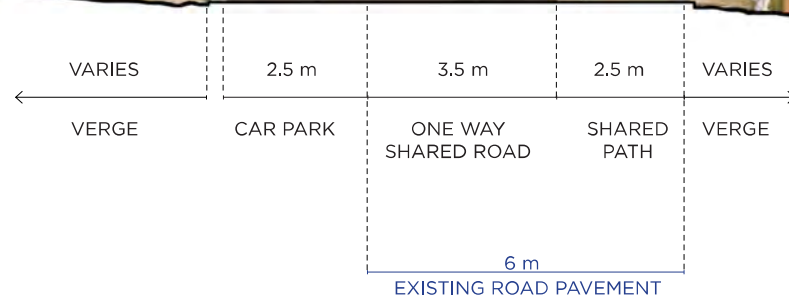 VARIES 2.5 m 3.5 m 2.5 m VARIES
VERGE CAR PARK ONE WAY SHARED VERGE
SHARED ROAD PATH
6 m
EXISTING ROAD PAVEMENT